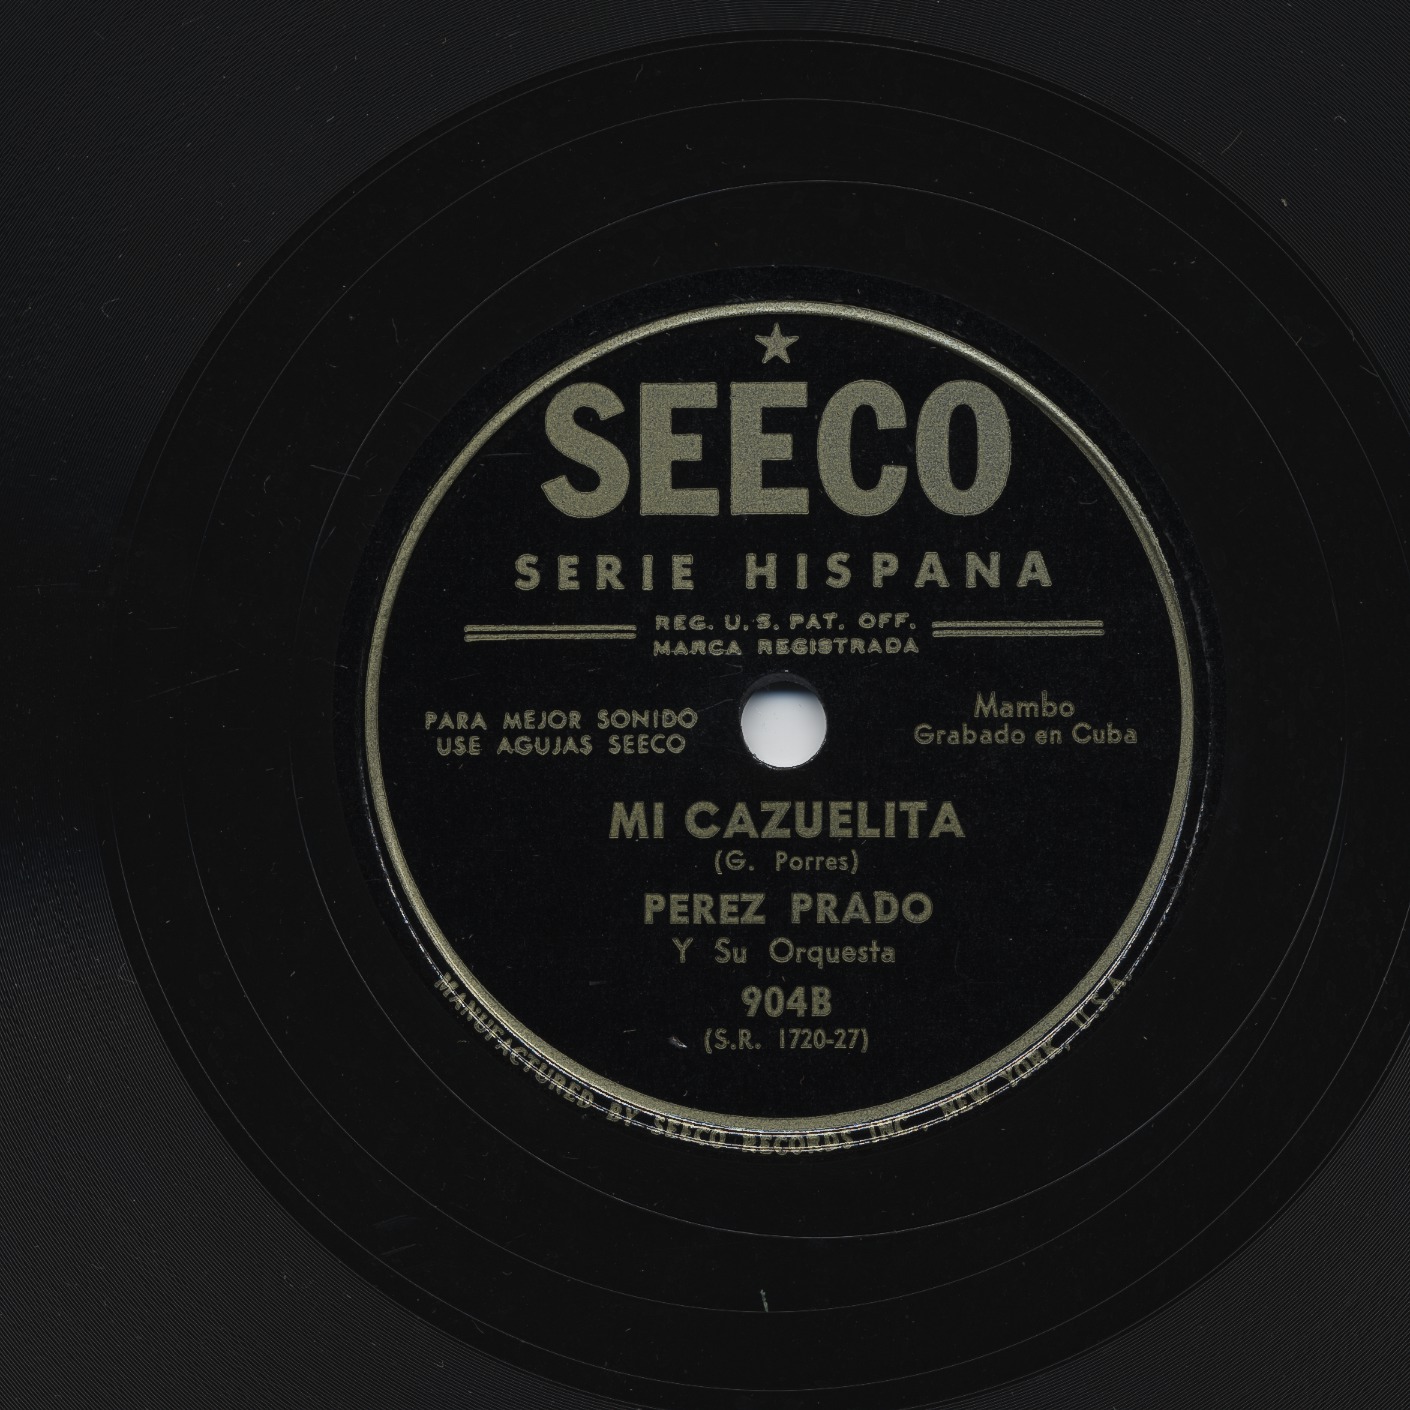 SEECO
SERIE HISPANA
REG. U. S. PAT. OFF.
MARCA REGISTRADA
PARA MEJOR SONIDO
USE AGUJAS SEECO
Mambo
Grabado en Cuba
MI CAZUELITA
(G. Porres)
PEREZ PRADO
Y Su Orquesta
904B
(S.R. 1720-27)
MANUFACTURED BY SEECO RECORDS INC. NEW YORK, U.S.A.